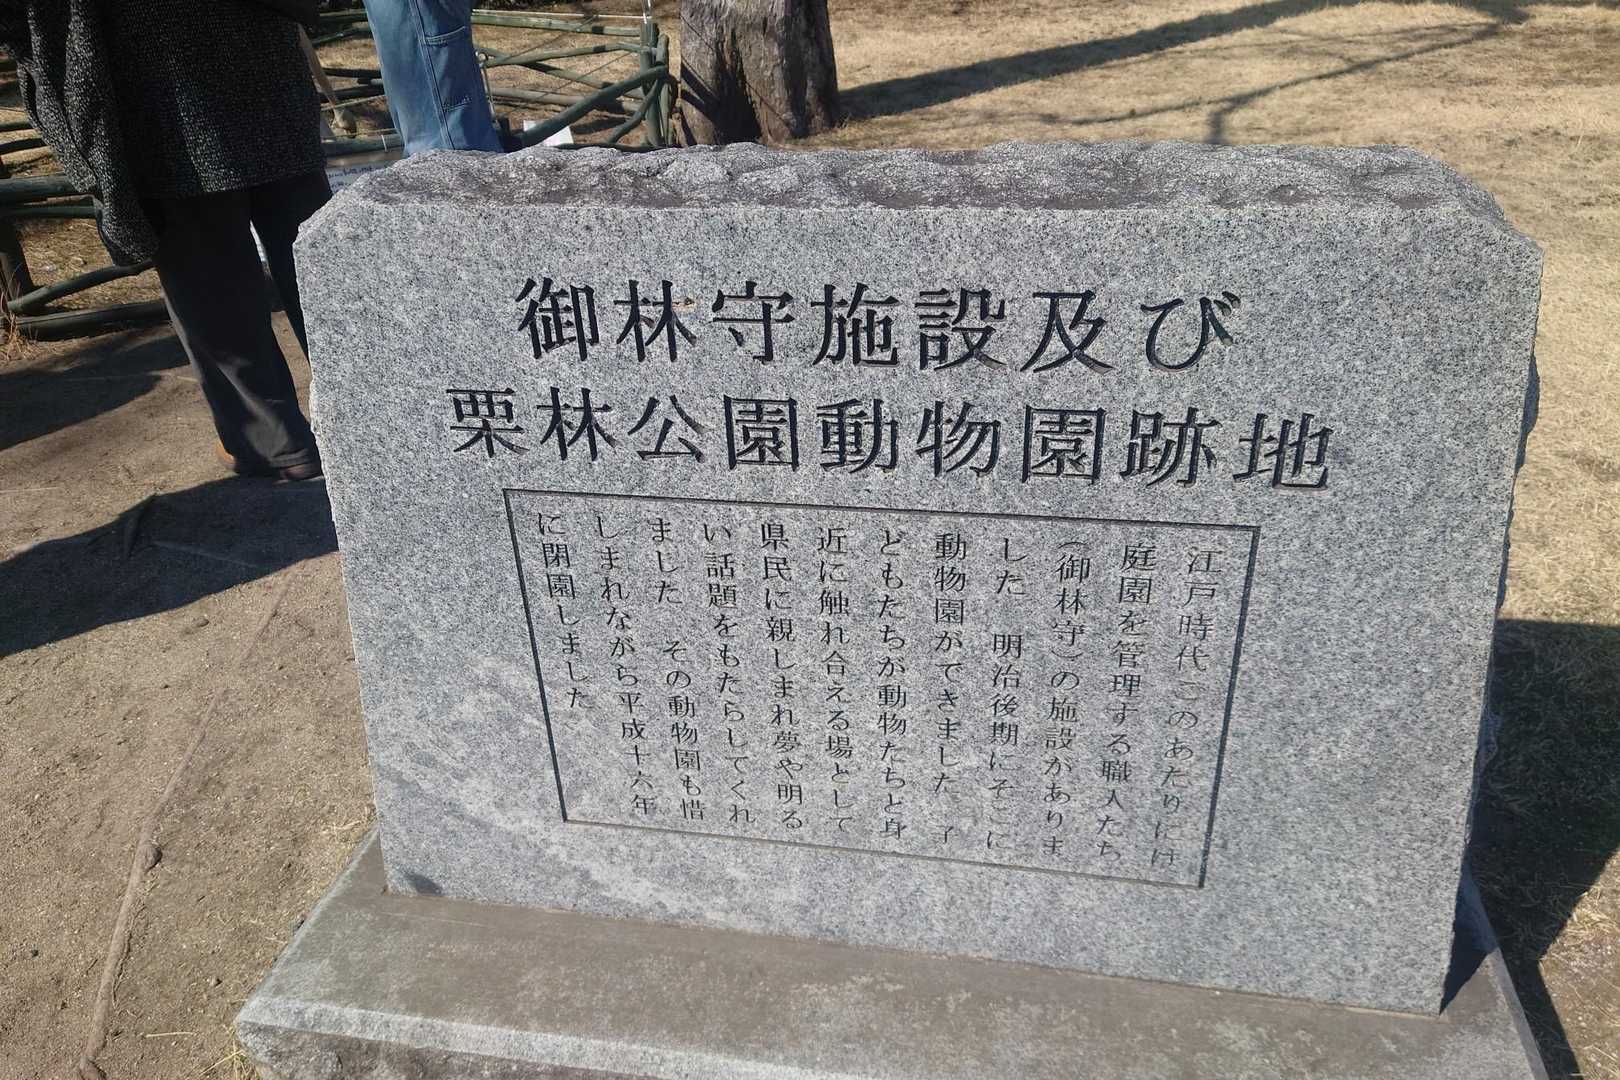 御林守施設及び
栗林公園動物園跡地
江戸時代このあたりには
庭園を管理する職人たち
(御林守)の施設がありま
した 明治後期にそこに
動物園ができました 子
どもたちが動物たちと身
近に触れ合える場として
県民に親しまれ夢や明る
い話題をもたらしてくれ
ました その動物園も惜
しまれながら平成十六年
に閉園しました